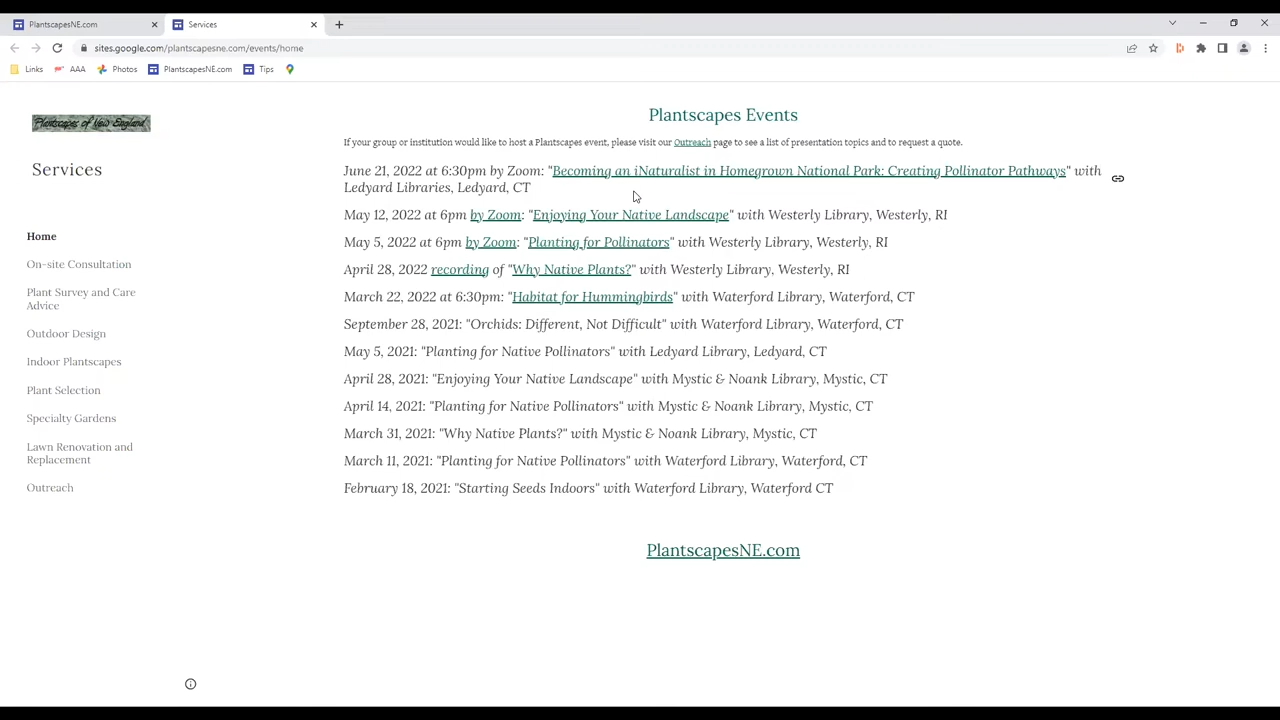 PlantscapesNE.com
Services
sites.google.com/plantscapesne.com/events/home
Links
AAA
Photos
PlantscapesNE.com
Tips
Plantscapes of New England
Services
Home
On-site Consultation
Plant Survey and Care
Advice
Outdoor Design
Indoor Plantscapes
Plant Selection
Specialty Gardens
Lawn Renovation and
Replacement
Outreach
Plantscapes Events
If your group or institution would like to host a Plantscapes event, please visit our Outreach page to see a list of presentation topics and to request a quote.
June 21, 2022 at 6:30pm by Zoom: "Becoming an iNaturalist in Homegrown National Park: Creating Pollinator Pathways" with
Ledyard Libraries, Ledyard, CT
May 12, 2022 at 6pm by Zoom: "Enjoying Your Native Landscape" with Westerly Library, Westerly, RI
May 5, 2022 at 6pm by Zoom: "Planting for Pollinators" with Westerly Library, Westerly, RI
April 28, 2022 recording of "Why Native Plants?" with Westerly Library, Westerly, RI
March 22, 2022 at 6:30pm: "Habitat for Hummingbirds" with Waterford Library, Waterford, CT
September 28, 2021: "Orchids: Different, Not Difficult" with Waterford Library, Waterford, CT
May 5, 2021: "Planting for Native Pollinators" with Ledyard Library, Ledyard, CT
April 28, 2021: "Enjoying Your Native Landscape" with Mystic & Noank Library, Mystic, CT
April 14, 2021: "Planting for Native Pollinators" with Mystic & Noank Library, Mystic, CT
March 31, 2021: "Why Native Plants?" with Mystic & Noank Library, Mystic, CT
March 11, 2021: "Planting for Native Pollinators" with Waterford Library, Waterford, CT
February 18, 2021: "Starting Seeds Indoors" with Waterford Library, Waterford CT
PlantscapesNE.com